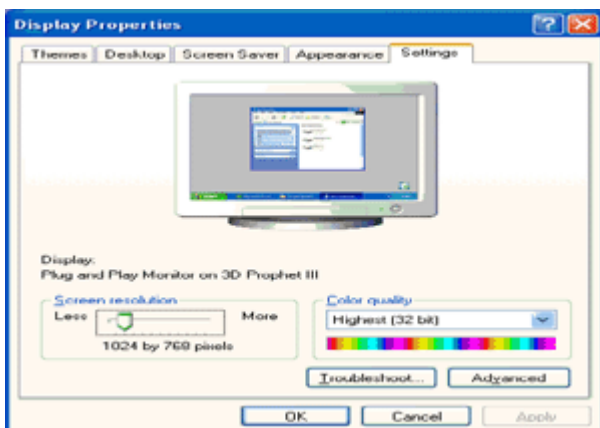 Display Properties
Themes Desktop Screen Saver Appearance Settings
Display:
Plug and Play Monitor on 3D Prophet III
Screen resolution
Less More
1024 by 768 pixels
Color quality
Highest (32 bit)
Troubleshoot... Advanced
OK Cancel Apply